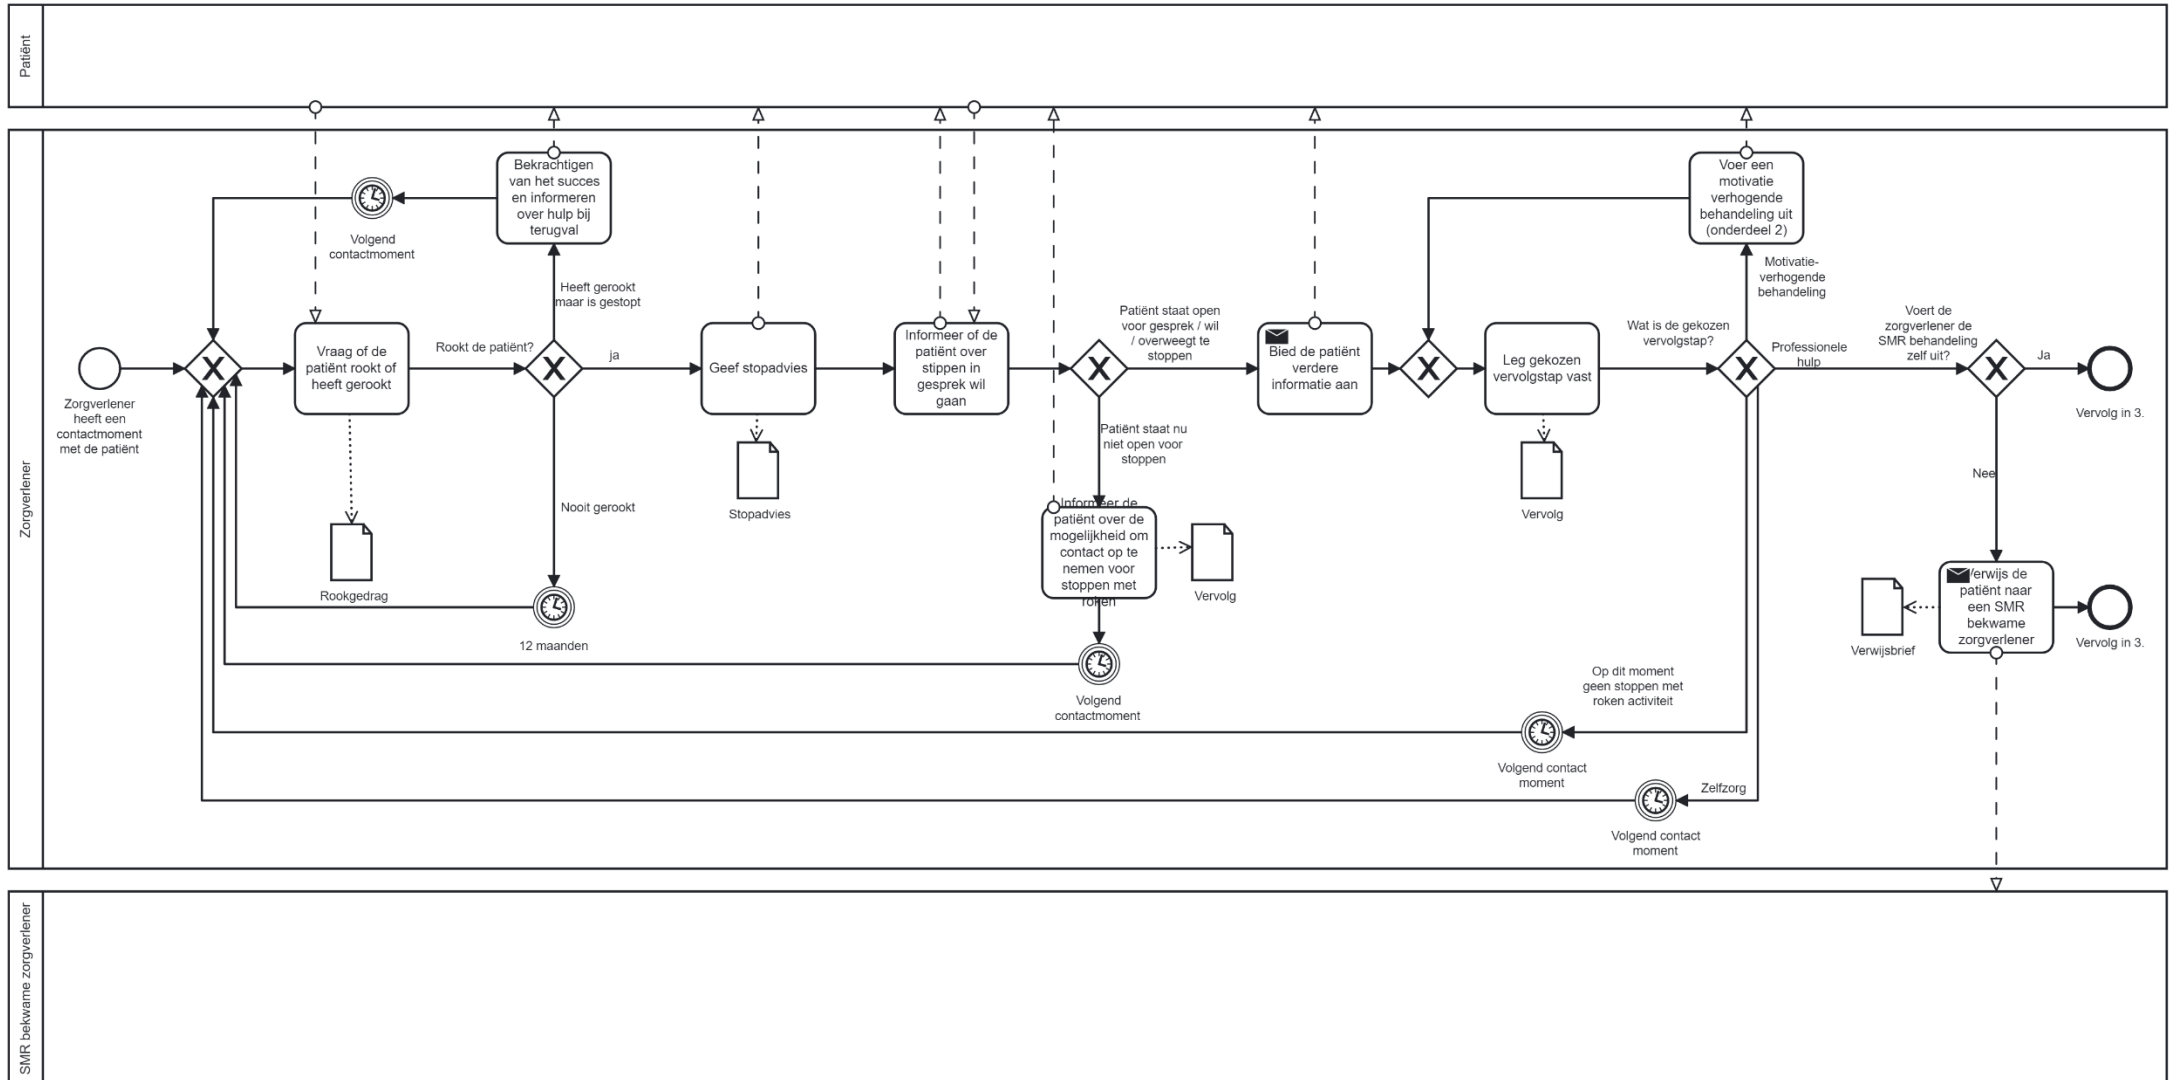 Patiënt
Zorgverlener
SMR bekwame zorgverlener
Zorgverlener
heeft een
contactmoment
met de patiënt
Volgend
contactmoment
Vraag of de
patiënt rookt of
heeft gerookt
Rookgedrag
Rookt de patiënt?
Bekrachtigen
van het succes
en informeren
over hulp bij
terugval
Heeft gerookt
maar is gestopt
ja
Nooit gerookt
12 maanden
Geef stopadvies
Stopadvies
Informeer of de
patiënt over
stippen in
gesprek wil
gaan
Patiënt staat open
voor gesprek / wil
/ overweegt te
stoppen
Patiënt staat nu
niet open voor
stoppen
Informeer de
patiënt over de
mogelijkheid om
contact op te
nemen voor
stoppen met
roken
Vervolg
Volgend
contactmoment
Bied de patiënt
verdere
informatie aan
Leg gekozen
vervolgstap vast
Vervolg
Wat is de gekozen
vervolgstap?
Voer een
motivatie
verhogende
behandeling uit
(onderdeel 2)
Motivatie-
verhogende
behandeling
Professionele
hulp
Op dit moment
geen stoppen met
roken activiteit
Volgend contact
moment
Zelfzorg
Volgend contact
moment
Voert de
zorgverlener de
SMR behandeling
zelf uit?
Ja
Vervolg in 3.
Nee
Verwijs de
patiënt naar
een SMR
bekwame
zorgverlener
Verwijsbrief
Vervolg in 3.